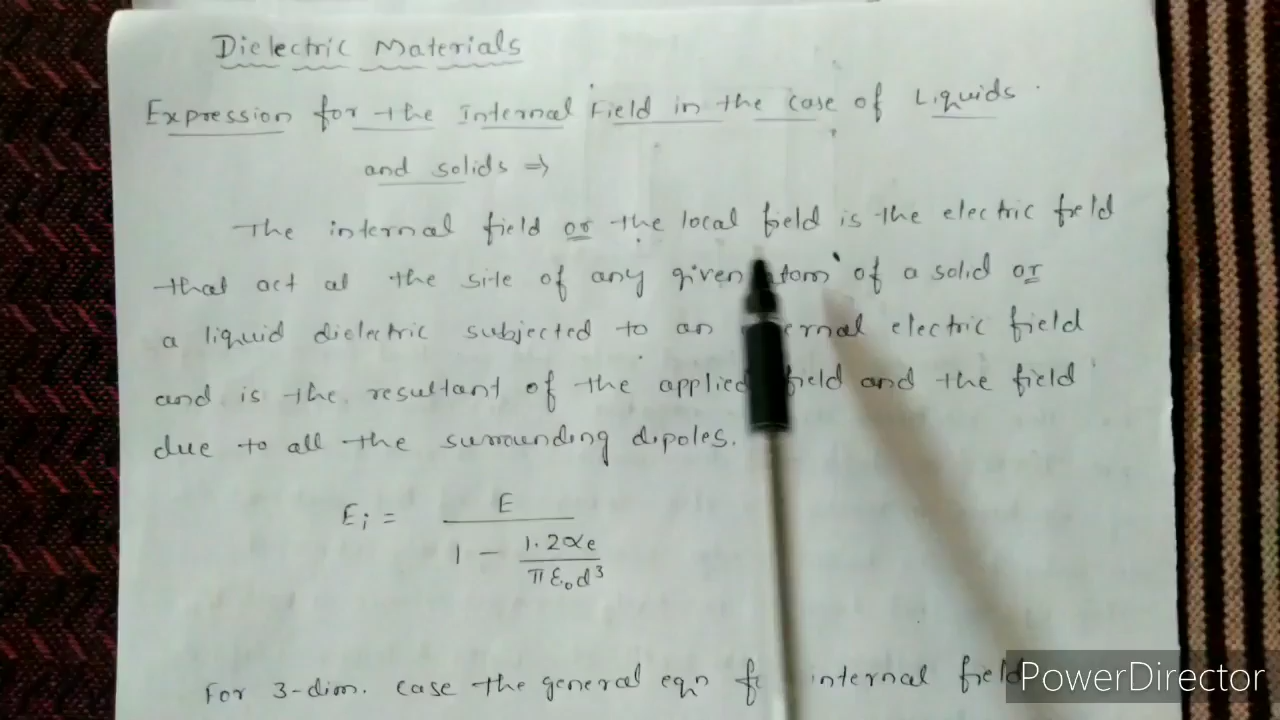 Dielectric Materials
Expression for the Internal Field in the case of Liquids
and solids ⇒
The internal field or the local field is the electric field
that act at the site of any given atom of a solid or
a liquid dielectric subjected to an electric field
and is the resultant of the applied field and the field
due to all the surrounding dipoles.
Ei = E / (1 - 1.2αe / πε₀d³)
For 3-dim. case the general eqn internal field
PowerDirector